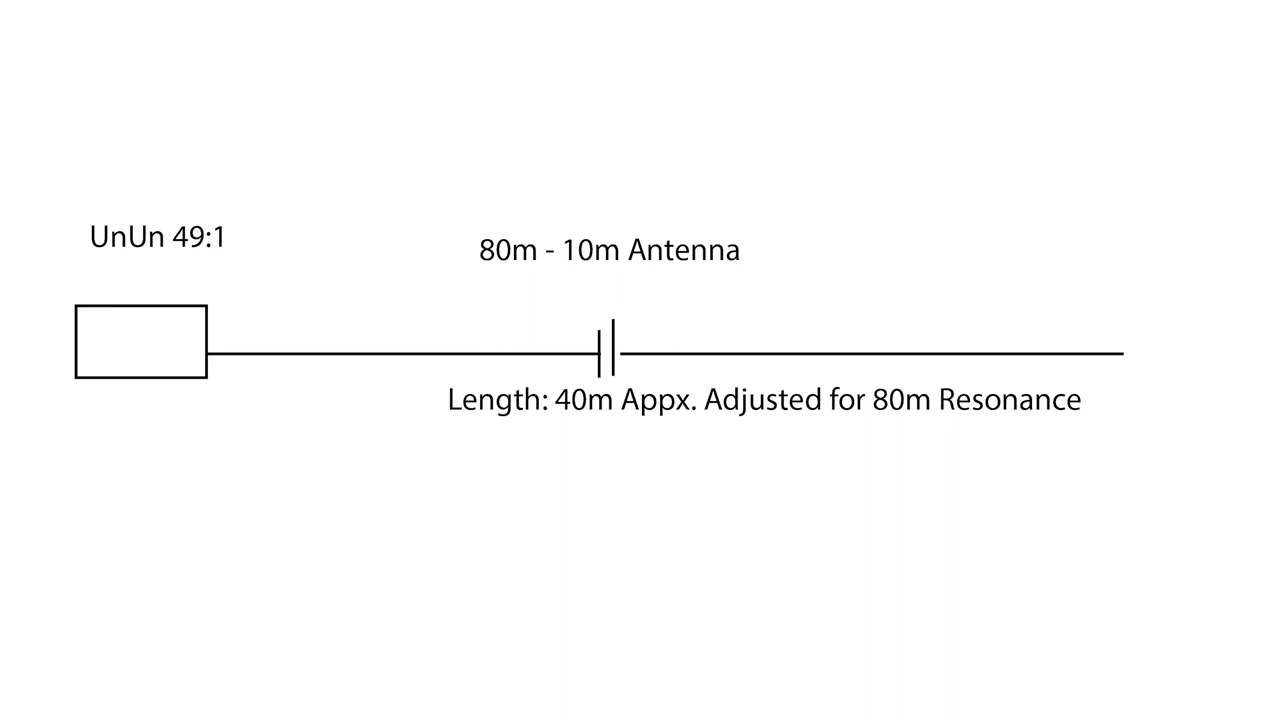 UnUn 49:1
80m - 10m Antenna
Length: 40m Appx. Adjusted for 80m Resonance